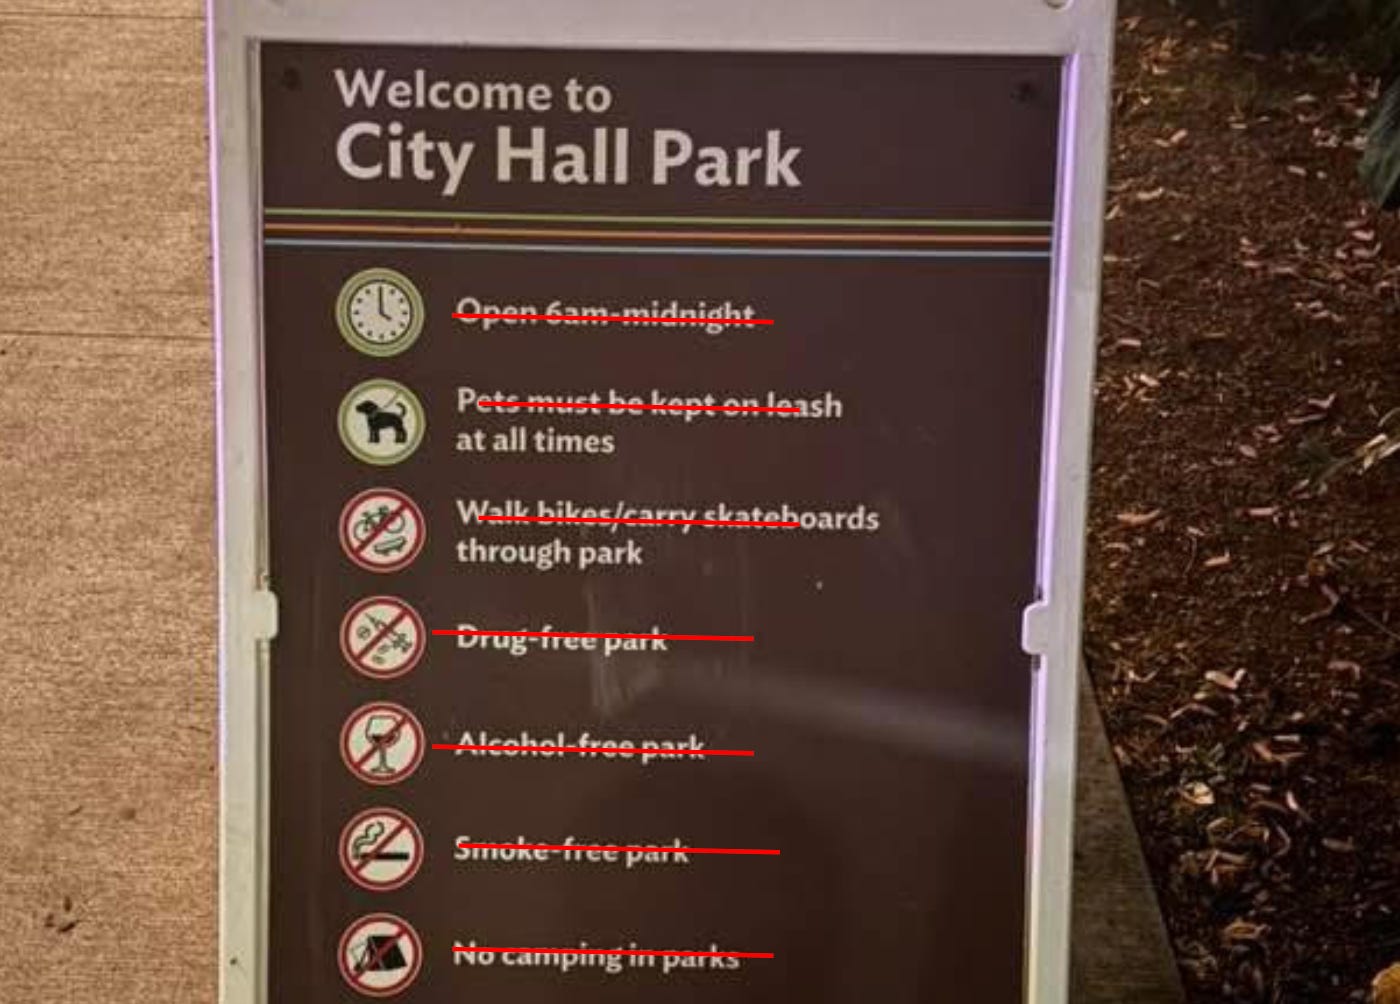 Welcome to
City Hall Park
Open 6am-midnight
Pets must be kept on leash
at all times
Walk bikes/carry skateboards
through park
Drug-free park
Alcohol-free park
Smoke-free park
No camping in parks